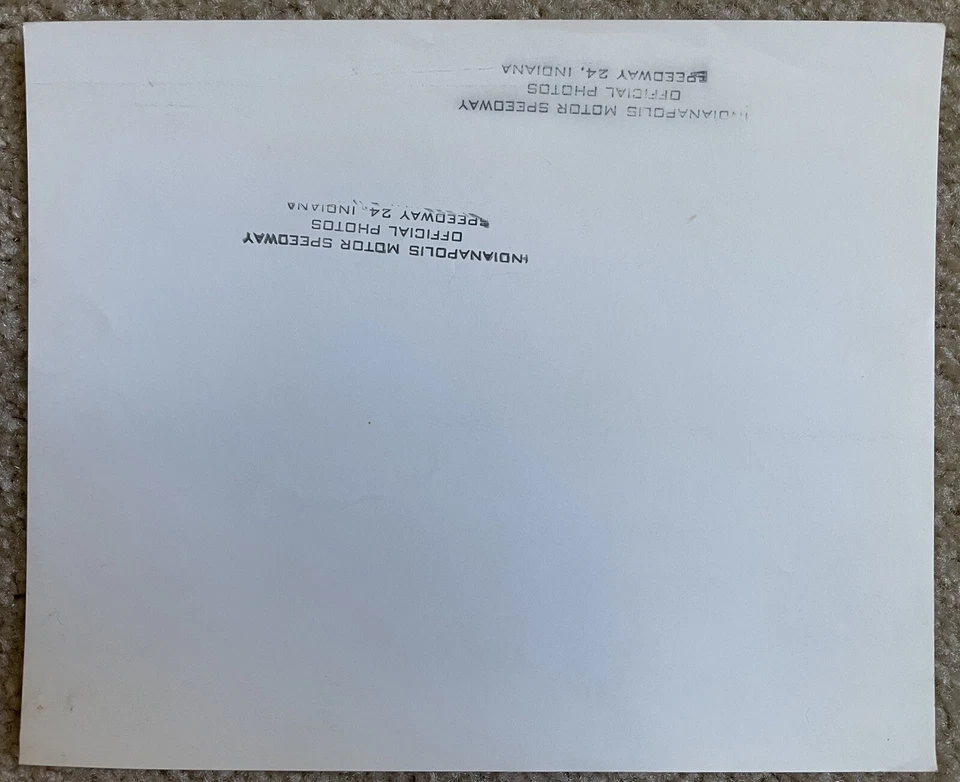 INDIANAPOLIS MOTOR SPEEDWAY
OFFICIAL PHOTOS
SPEEDWAY 24, INDIANA
INDIANAPOLIS MOTOR SPEEDWAY
OFFICIAL PHOTOS
SPEEDWAY 24, INDIANA